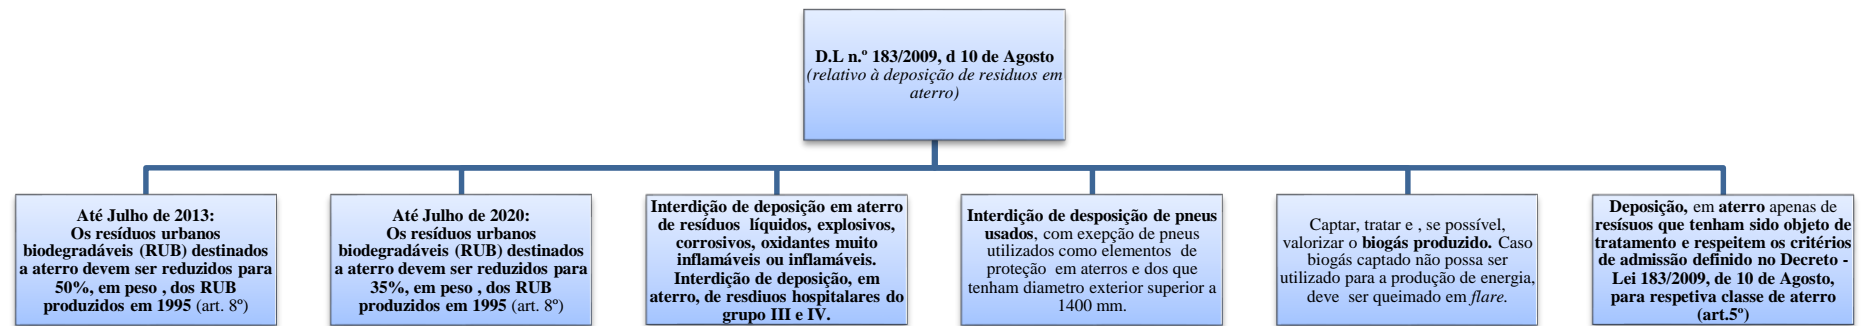 D.L n.º 183/2009, d 10 de Agosto
(relativo à deposição de residuos em
aterro)
Até Julho de 2013:
Os resíduos urbanos
biodegradáveis (RUB) destinados
a aterro devem ser reduzidos para
50%, em peso , dos RUB
produzidos em 1995 (art. 8º)
Até Julho de 2020:
Os resíduos urbanos
biodegradáveis (RUB) destinados
a aterro devem ser reduzidos para
35%, em peso , dos RUB
produzidos em 1995 (art. 8º)
Interdição de deposição em aterro
de resíduos líquidos, explosivos,
corrosivos, oxidantes muito
inflamáveis ou inflamáveis.
Interdição de deposição, em
aterro, de resdiuos hospitalares do
grupo III e IV.
Interdição de desposição de pneus
usados, com exepção de pneus
utilizados como elementos de
proteção em aterros e dos que
tenham diametro exterior superior a
1400 mm.
Captar, tratar e , se possível,
valorizar o biogás produzido. Caso
biogás captado não possa ser
utilizado para a produção de energia,
deve ser queimado em flare.
Deposição, em aterro apenas de
resísuos que tenham sido objeto de
tratamento e respeitem os critérios
de admissão definido no Decreto -
Lei 183/2009, de 10 de Agosto,
para respetiva classe de aterro
(art.5º)